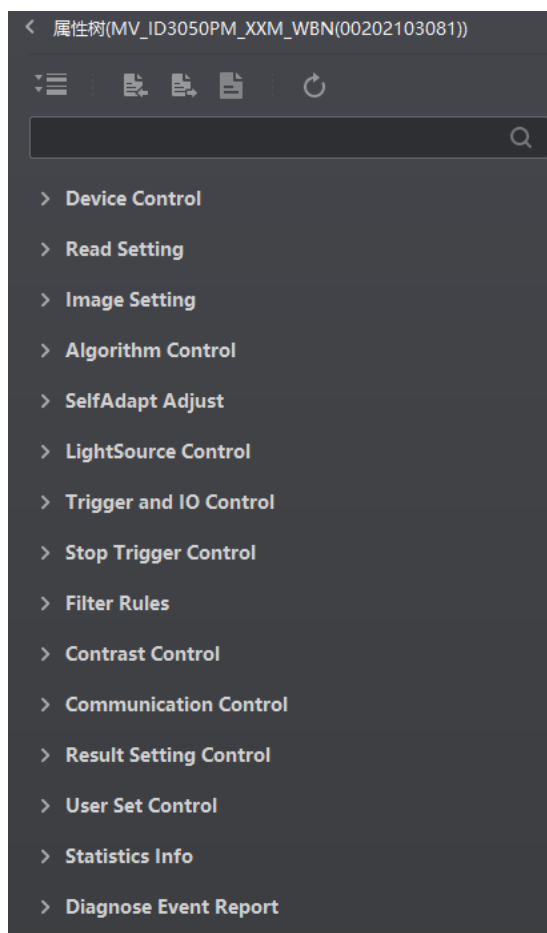 属性树(MV_ID3050PM_XXM_WBN(00202103081))
Device Control
Read Setting
Image Setting
Algorithm Control
SelfAdapt Adjust
LightSource Control
Trigger and IO Control
Stop Trigger Control
Filter Rules
Contrast Control
Communication Control
Result Setting Control
User Set Control
Statistics Info
Diagnose Event Report